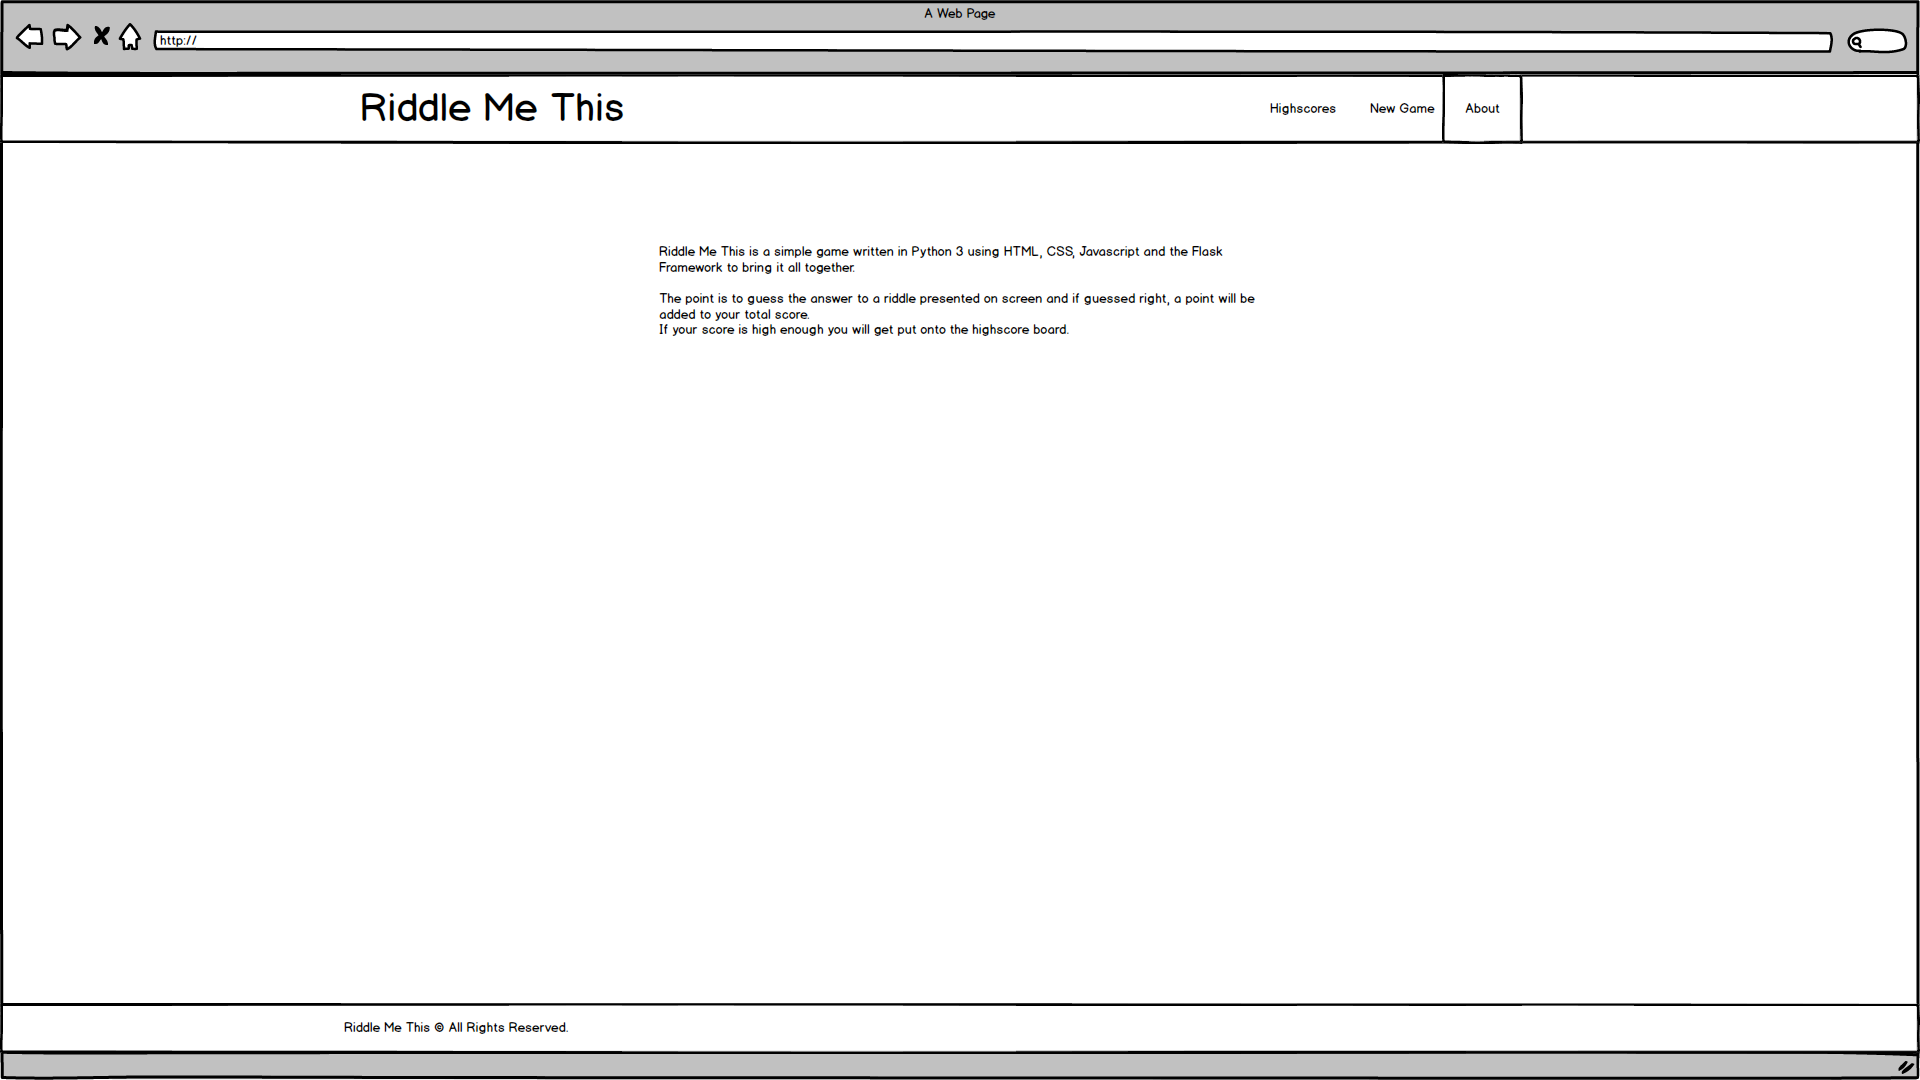 A Web Page
http://
Riddle Me This
Highscores
New Game
About
Riddle Me This is a simple game written in Python 3 using HTML, CSS, Javascript and the Flask
Framework to bring it all together.
The point is to guess the answer to a riddle presented on screen and if guessed right, a point will be
added to your total score.
If your score is high enough you will get put onto the highscore board.
Riddle Me This © All Rights Reserved.